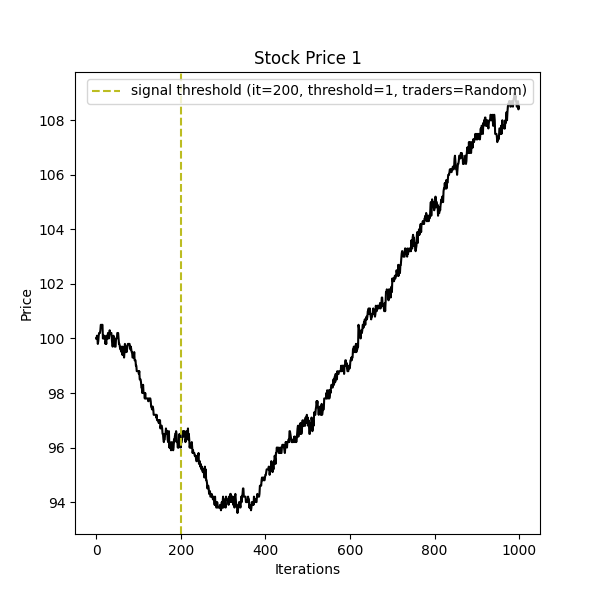 Stock Price 1
signal threshold (it=200, threshold=1, traders=Random)
108
106
104
102
100
98
96
94
Price
0 200 400 600 800 1000
Iterations